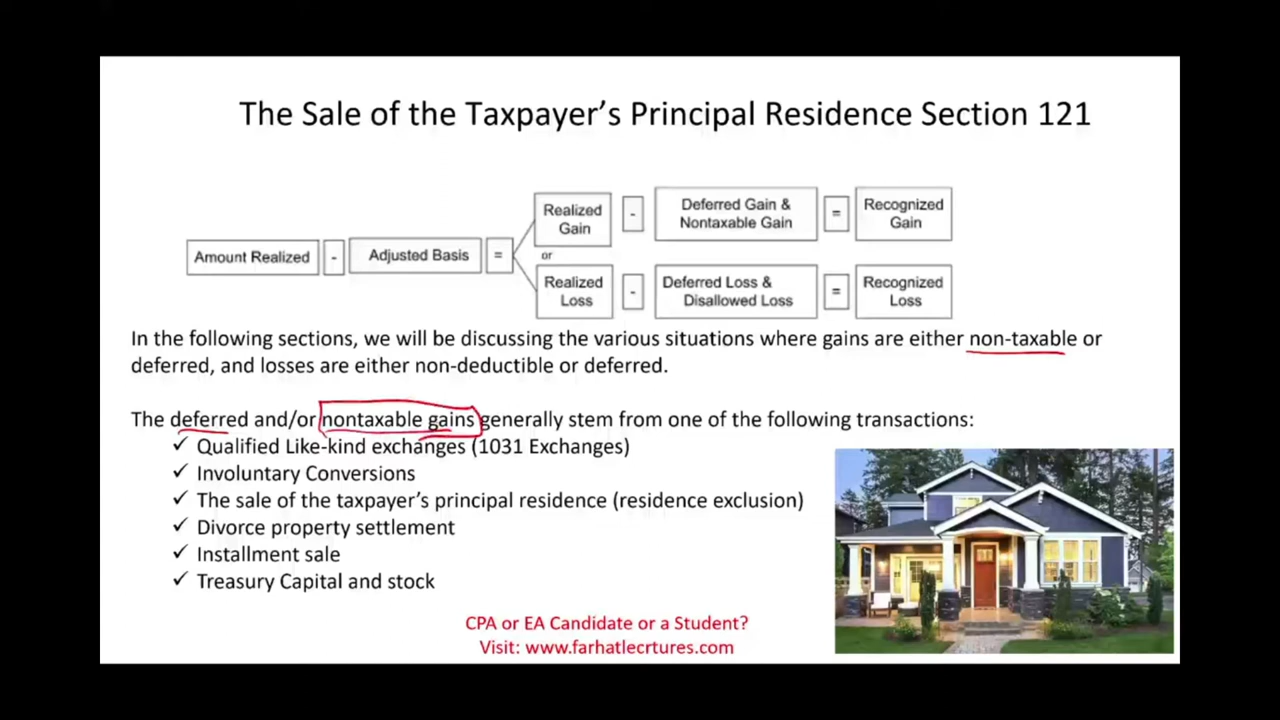 The Sale of the Taxpayer's Principal Residence Section 121
Amount Realized
-
Adjusted Basis
=
Realized
Gain
-
Deferred Gain &
Nontaxable Gain
=
Recognized
Gain
or
Realized
Loss
-
Deferred Loss &
Disallowed Loss
=
Recognized
Loss
In the following sections, we will be discussing the various situations where gains are either non-taxable or
deferred, and losses are either non-deductible or deferred.
The deferred and/or nontaxable gains generally stem from one of the following transactions:
✓ Qualified Like-kind exchanges (1031 Exchanges)
✓ Involuntary Conversions
✓ The sale of the taxpayer's principal residence (residence exclusion)
✓ Divorce property settlement
✓ Installment sale
✓ Treasury Capital and stock
CPA or EA Candidate or a Student?
Visit: www.farhatlecrtures.com